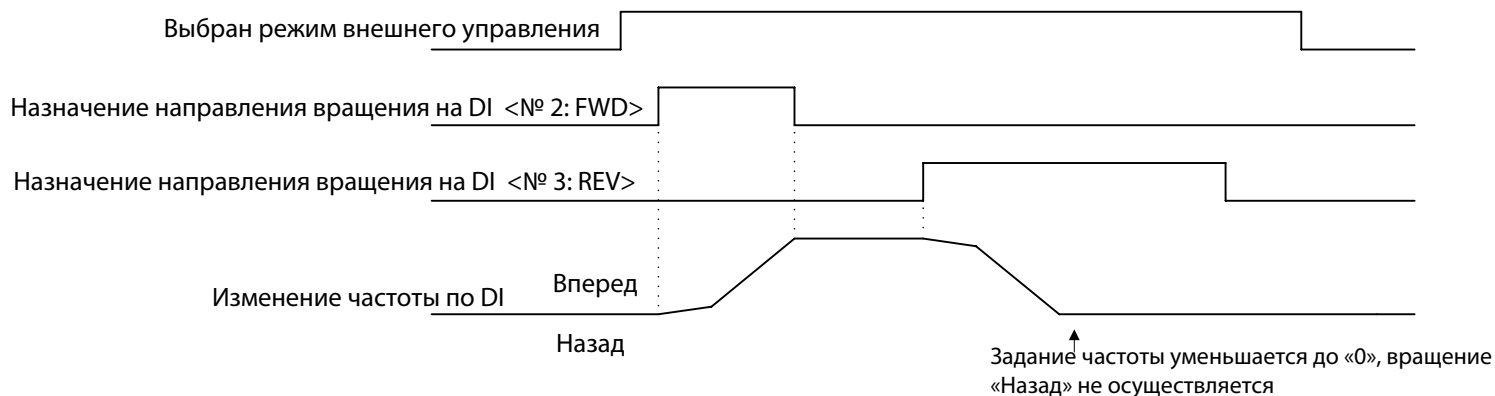 Выбран режим внешнего управления
Назначение направления вращения на DI <№ 2: FWD>
Назначение направления вращения на DI <№ 3: REV>
Вперед
Изменение частоты по DI
Назад
Задание частоты уменьшается до «0», вращение
«Назад» не осуществляется